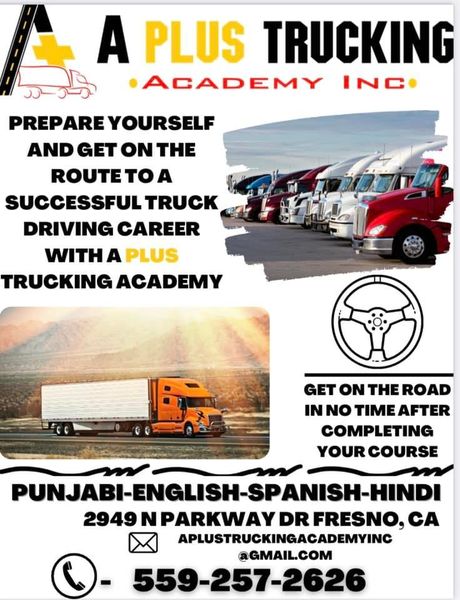 A PLUS TRUCKING
ACADEMY INC
PREPARE YOURSELF
AND GET ON THE
ROUTE TO A
SUCCESSFUL TRUCK
DRIVING CAREER
WITH A PLUS
TRUCKING ACADEMY
GET ON THE ROAD
IN NO TIME AFTER
COMPLETING
YOUR COURSE
PUNJABI-ENGLISH-SPANISH-HINDI
2949 N PARKWAY DR FRESNO, CA
APLUSTRUCKINGACADEMYINC
@GMAIL.COM
- 559-257-2626